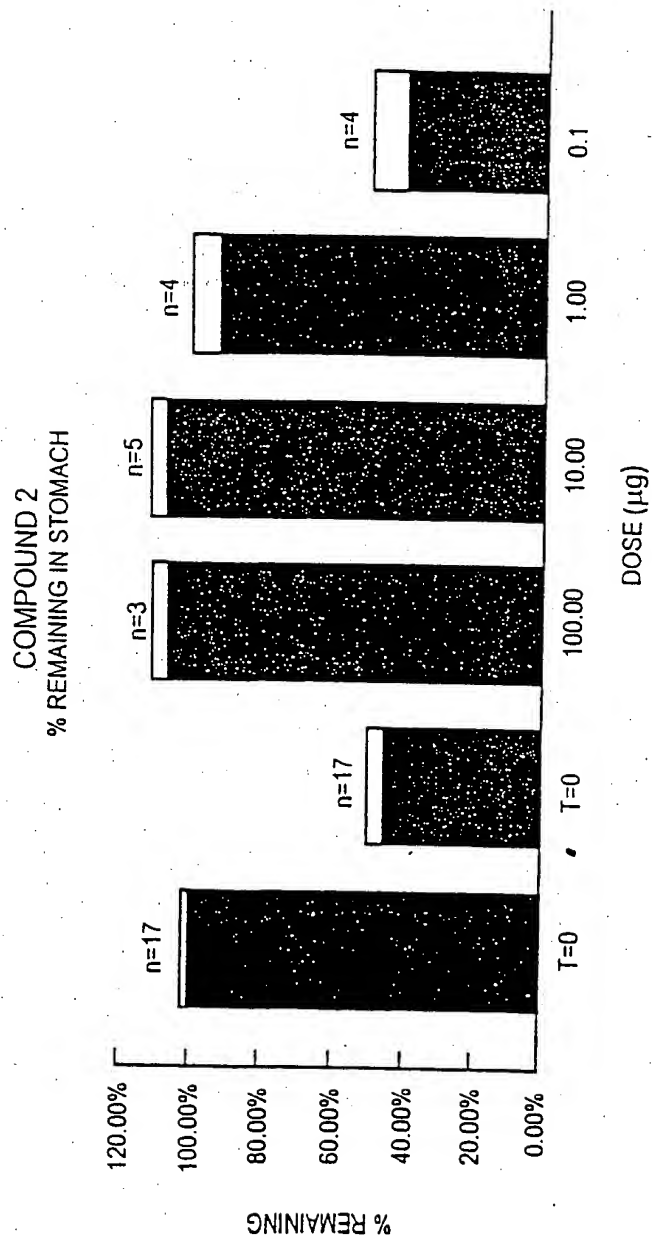 COMPOUND 2
% REMAINING IN STOMACH
% REMAINING
120.00%
100.00%
80.00%
60.00%
40.00%
20.00%
0.00%
n=17
n=17
n=3
n=5
n=4
n=4
T=0
T=0
100.00
10.00
1.00
0.1
DOSE (µg)